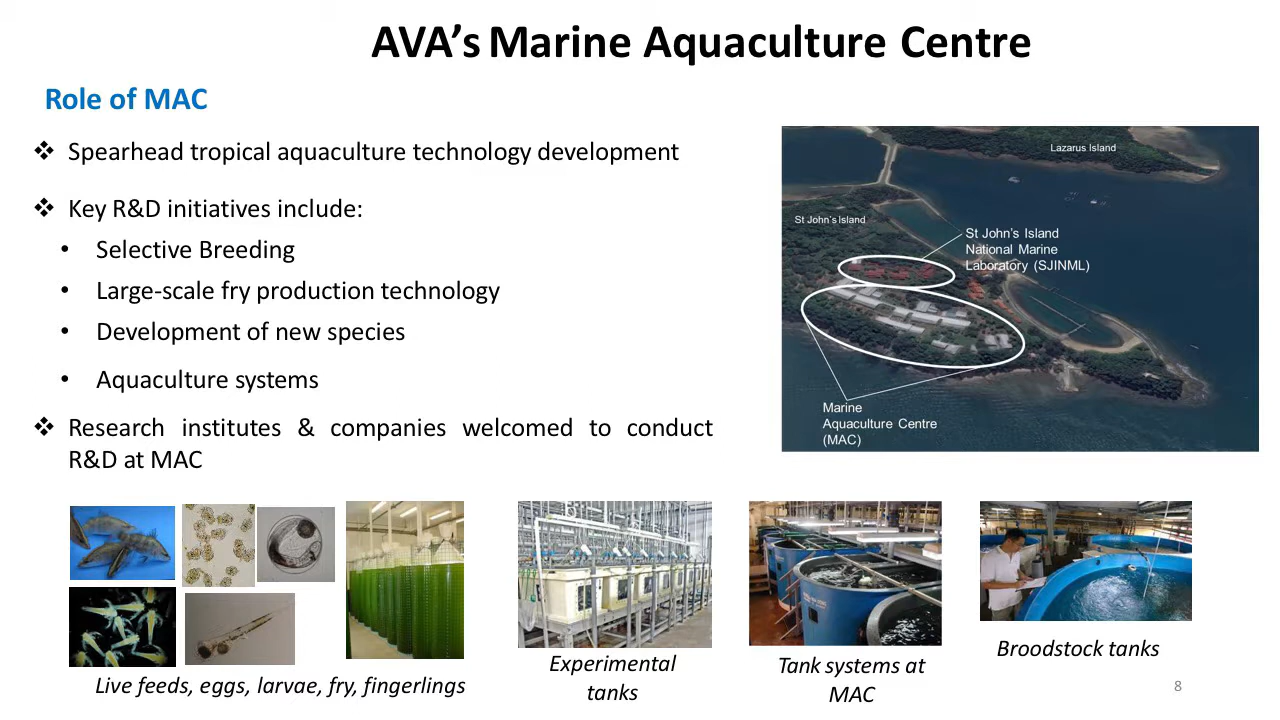 AVA's Marine Aquaculture Centre
Role of MAC
❖ Spearhead tropical aquaculture technology development
❖ Key R&D initiatives include:
• Selective Breeding
• Large-scale fry production technology
• Development of new species
• Aquaculture systems
❖ Research institutes & companies welcomed to conduct
R&D at MAC
Lazarus Island
St John's Island
St John's Island
National Marine
Laboratory (SJINML)
Marine
Aquaculture Centre
(MAC)
Live feeds, eggs, larvae, fry, fingerlings
Experimental
tanks
Tank systems at
MAC
Broodstock tanks
8